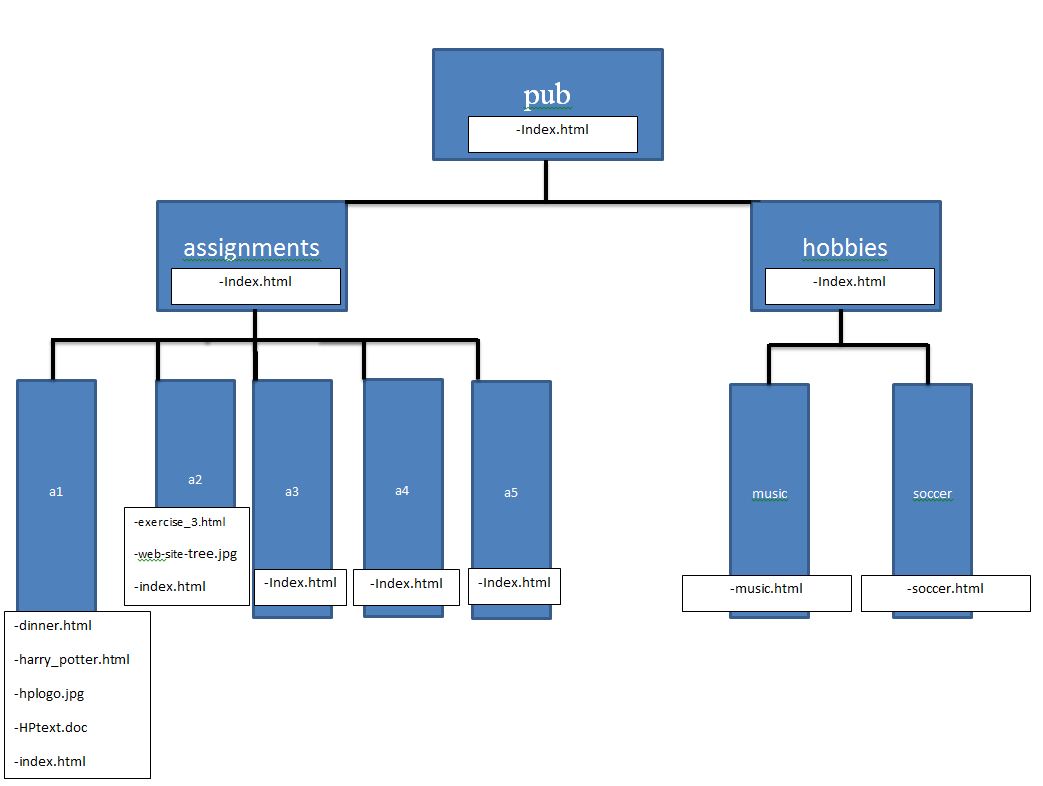 pub
-Index.html
assignments
-Index.html
hobbies
-Index.html
a1
-dinner.html
-harry_potter.html
-hplogo.jpg
-HPtext.doc
-index.html
a2
-exercise_3.html
-web-site-tree.jpg
-index.html
a3
-Index.html
a4
-Index.html
a5
-Index.html
music
-music.html
soccer
-soccer.html